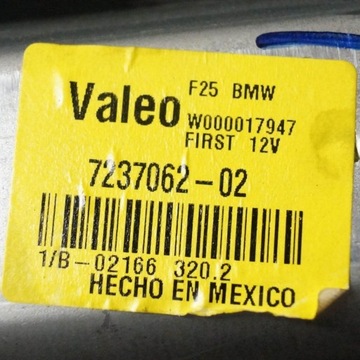 F25 BMW
Valeo
W000017947
FIRST 12V
7237062-02
1/B-02166 320.2
HECHO EN MEXICO